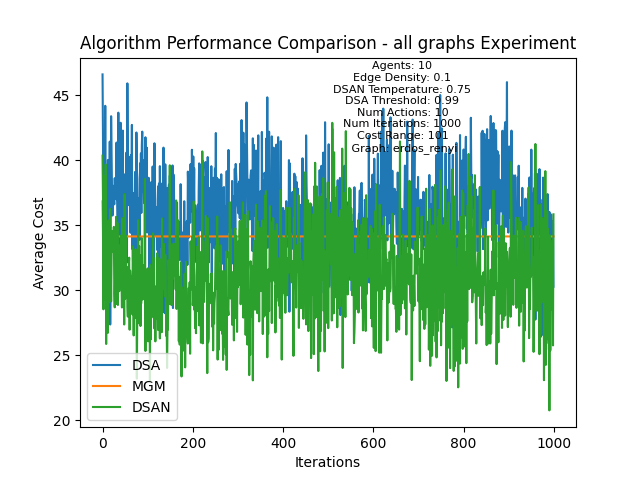 Algorithm Performance Comparison - all graphs Experiment
Agents: 10
Edge Density: 0.1
DSAN Temperature: 0.75
DSA Threshold: 0.99
Num Actions: 10
Num Iterations: 1000
Cost Range: 101
Graph: erdos_renyi
Average Cost
45
40
35
30
25
20
DSA
MGM
DSAN
0
200
400
600
800
1000
Iterations